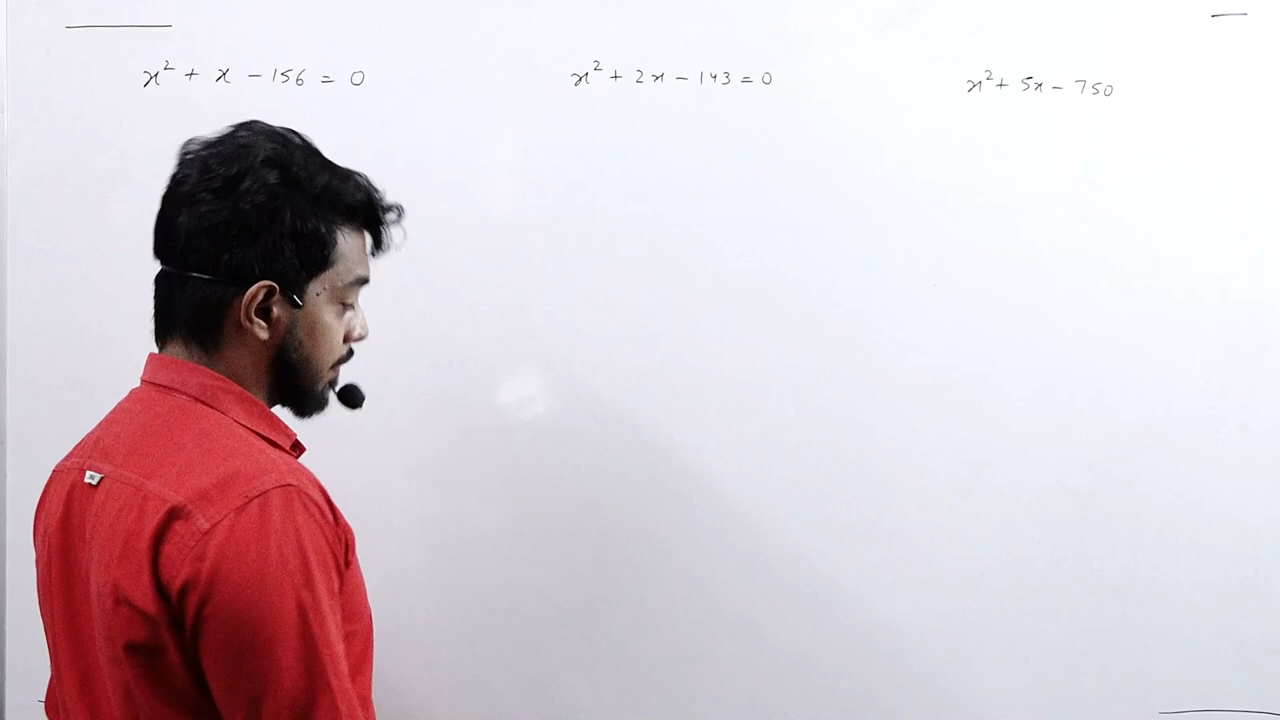 x² + x - 156 = 0
x² + 2x - 143 = 0
x² + 5x - 750